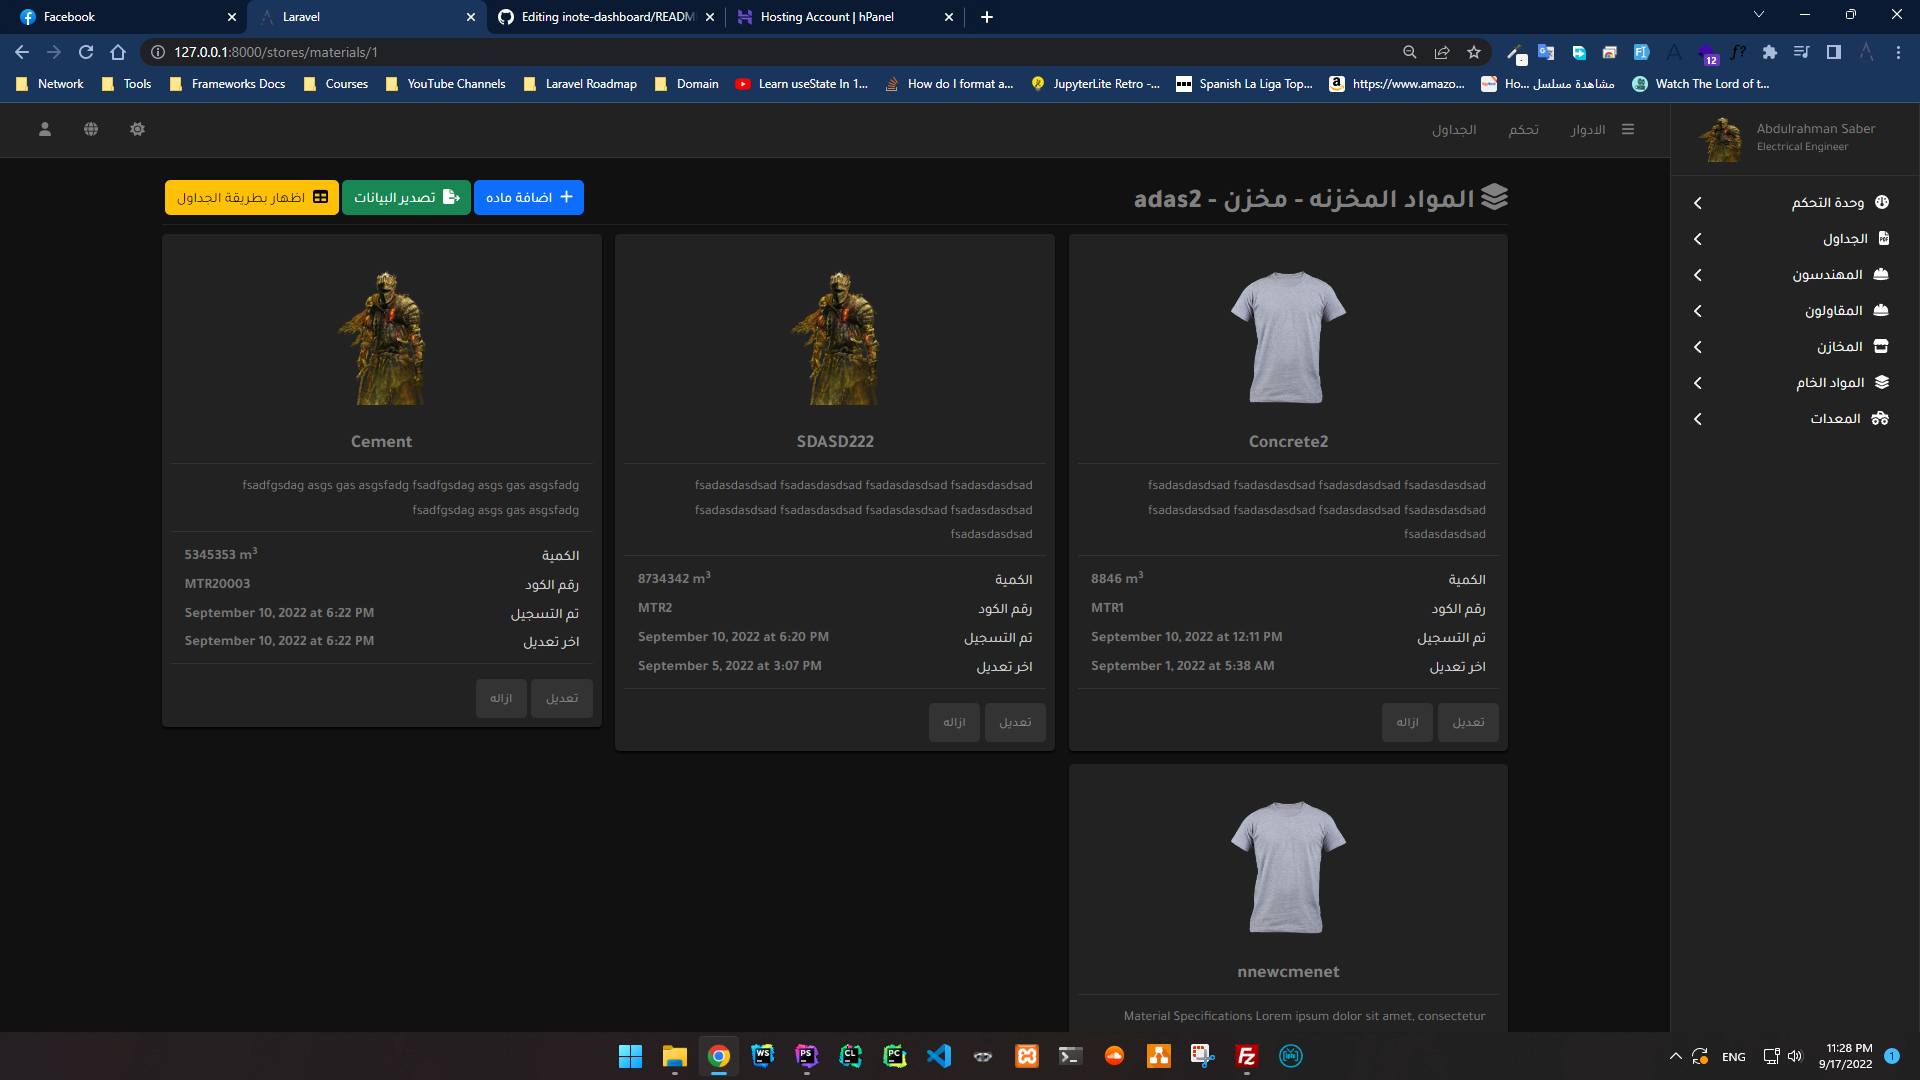 Facebook
Laravel
Editing inote-dashboard/READM
Hosting Account | hPanel
127.0.0.1:8000/stores/materials/1
12
Network
Tools
Frameworks Docs
Courses
YouTube Channels
Laravel Roadmap
Domain
Learn useState In 1...
How do I format a...
JupyterLite Retro -...
Spanish La Liga Top...
https://www.amazo...
مشاهدة مسلسل Ho...
Watch The Lord of t...
Abdulrahman Saber
Electrical Engineer
الادوار
تحكم
الجداول
وحدة التحكم
الجداول
المهندسون
المقاولون
المخازن
المواد الخام
المعدات
المواد المخزنه - مخزن - adas2
اضافة ماده
تصدير البيانات
اظهار بطريقة الجداول
Concrete2
fsadasdasdsad fsadasdasdsad fsadasdasdsad fsadasdasdsad
fsadasdasdsad fsadasdasdsad fsadasdasdsad fsadasdasdsad
fsadasdasdsad
الكمية 8846 m³
رقم الكود MTR1
تم التسجيل September 10, 2022 at 12:11 PM
اخر تعديل September 1, 2022 at 5:38 AM
تعديل
ازاله
SDASD222
fsadasdasdsad fsadasdasdsad fsadasdasdsad fsadasdasdsad
fsadasdasdsad fsadasdasdsad fsadasdasdsad fsadasdasdsad
fsadasdasdsad
الكمية 8734342 m³
رقم الكود MTR2
تم التسجيل September 10, 2022 at 6:20 PM
اخر تعديل September 5, 2022 at 3:07 PM
تعديل
ازاله
Cement
fsadfgsdag asgs gas asgsfadg fsadfgsdag asgs gas asgsfadg
fsadfgsdag asgs gas asgsfadg
الكمية 5345353 m³
رقم الكود MTR20003
تم التسجيل September 10, 2022 at 6:22 PM
اخر تعديل September 10, 2022 at 6:22 PM
تعديل
ازاله
nnewcmenet
Material Specifications Lorem ipsum dolor sit amet, consectetur
WS
PS
CL
PC
ENG
11:28 PM
9/17/2022
1